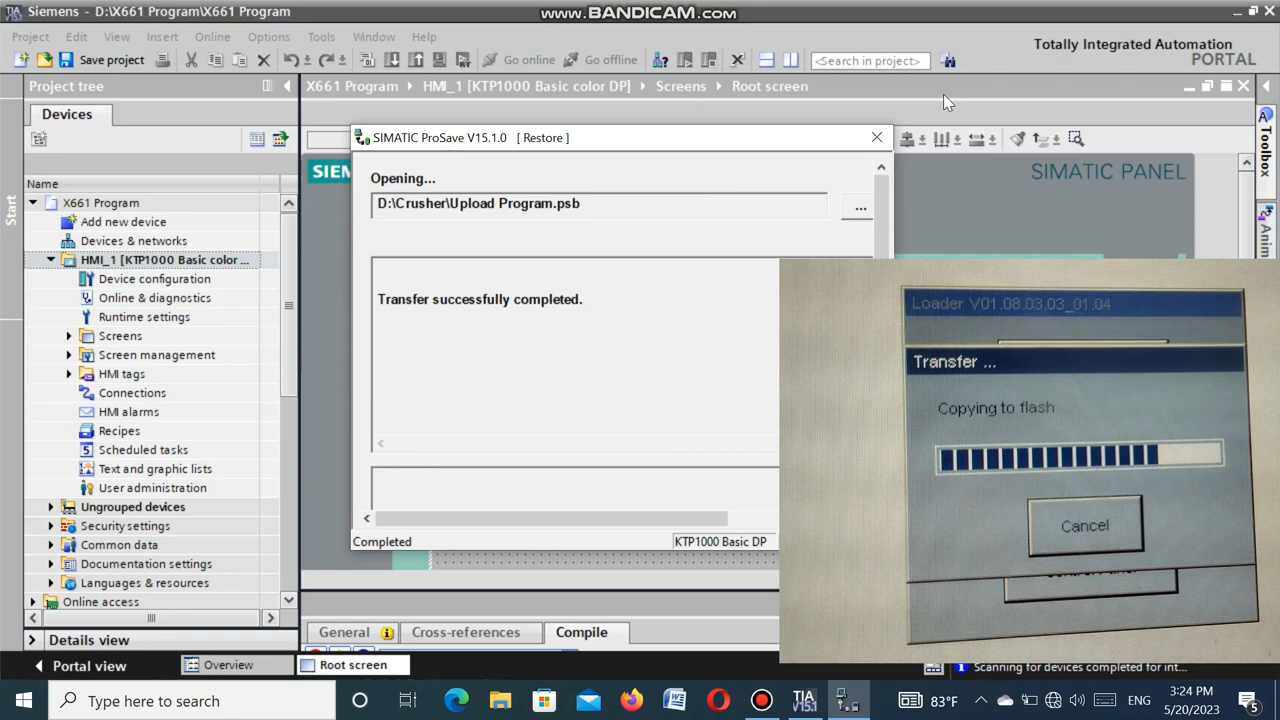 Siemens - D:\X661 Program\X661 Program
www.BANDICAM.com
Project Edit View Insert Online Options Tools Window Help
Totally Integrated Automation
PORTAL
Save project
Go online
Go offline
<Search in project>
Project tree
X661 Program
HMI_1 [KTP1000 Basic color DP]
Screens
Root screen
Devices
Name
X661 Program
Add new device
Devices & networks
HMI_1 [KTP1000 Basic color ...
Device configuration
Online & diagnostics
Runtime settings
Screens
Screen management
HMI tags
Connections
HMI alarms
Recipes
Scheduled tasks
Text and graphic lists
User administration
Ungrouped devices
Security settings
Common data
Documentation settings
Languages & resources
Online access
Details view
Start
SIEM
SIMATIC PANEL
SIMATIC ProSave V15.1.0 [ Restore ]
Opening...
D:\Crusher\Upload Program.psb
...
Transfer successfully completed.
Completed
KTP1000 Basic DP
Toolbox
Anim
Loader V01.08.03.03_01.04
Transfer ...
Copying to flash
Cancel
General
Cross-references
Compile
Portal view
Overview
Root screen
Scanning for devices completed for int...
Type here to search
TIA
V15.1
83°F
ENG
3:24 PM
5/20/2023
5